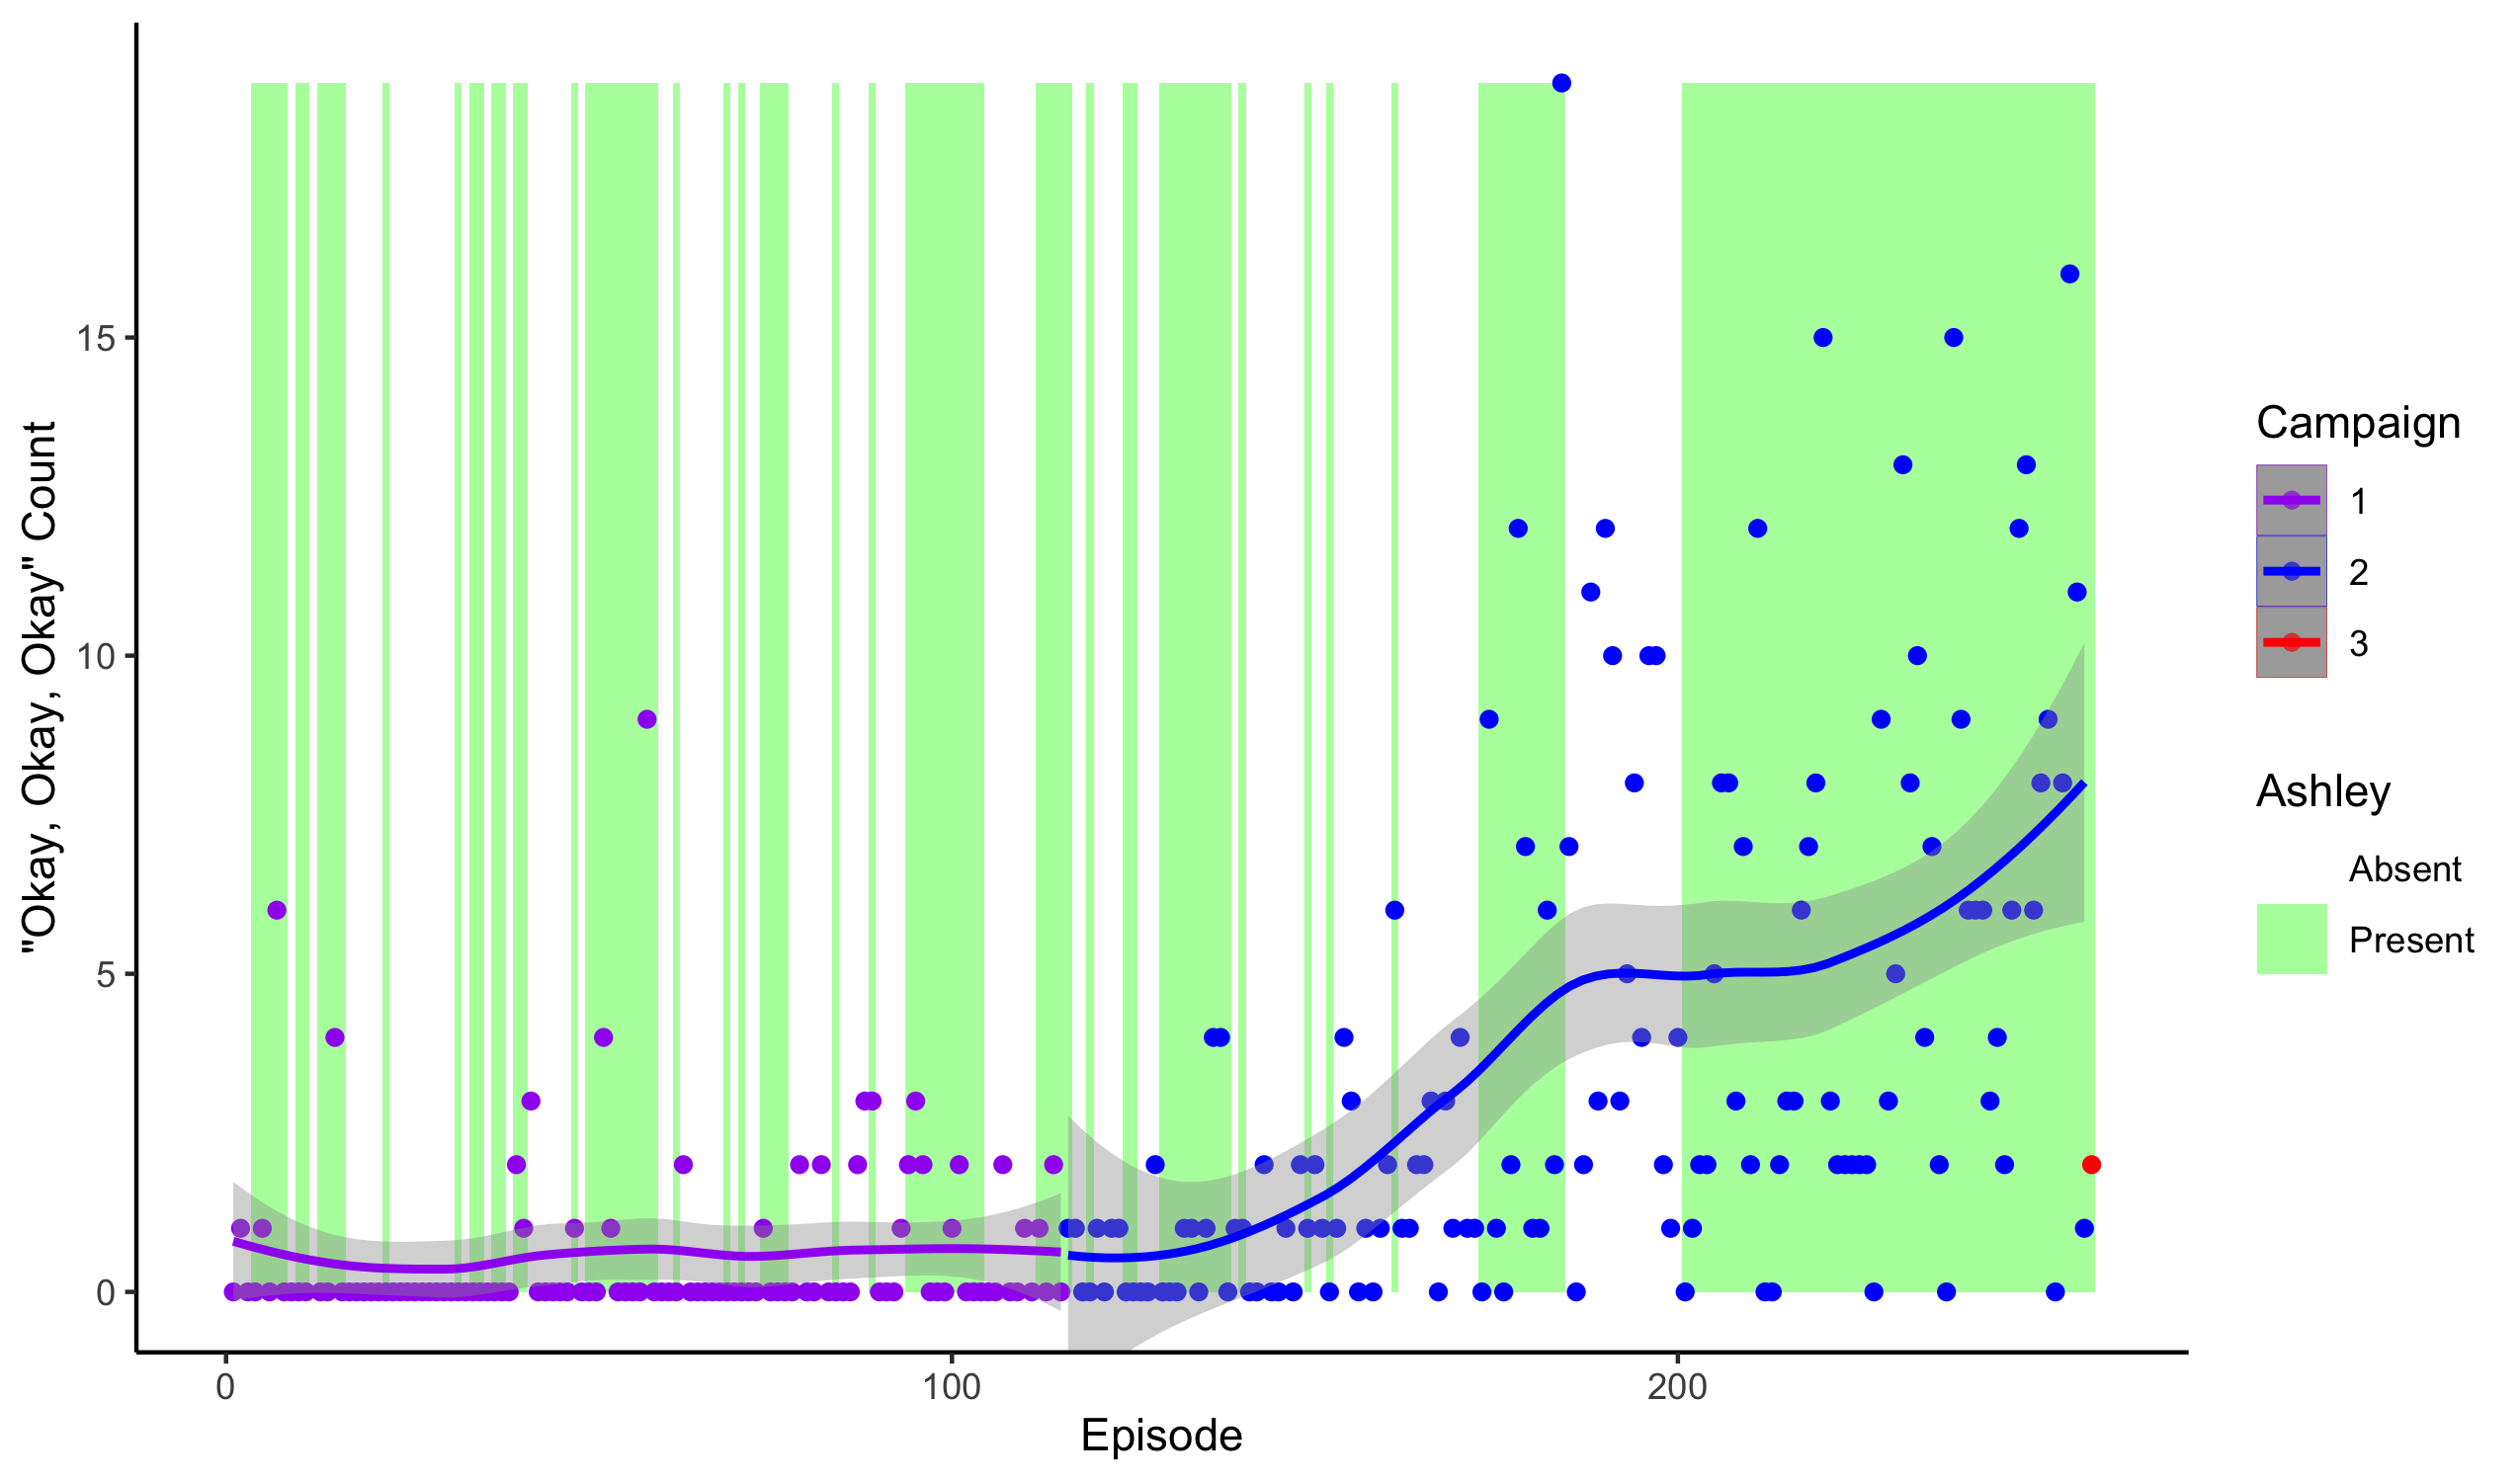 "Okay, Okay, Okay" Count
15
10
5
0
0
100
200
Episode
Campaign
1
2
3
Ashley
Absent
Present